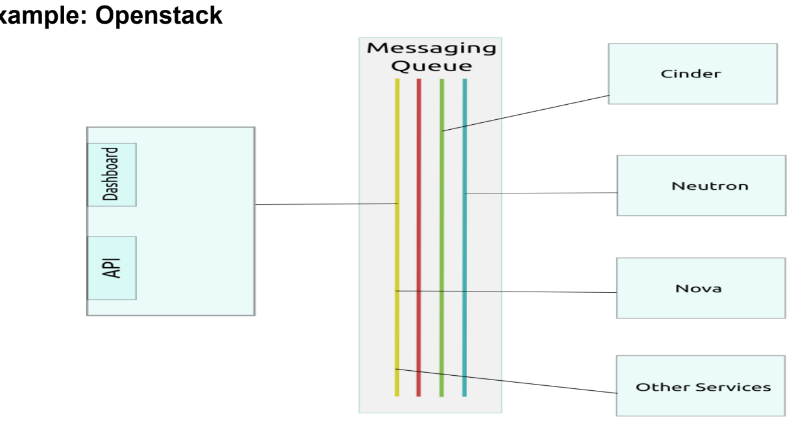 xample: Openstack
Messaging
Queue
Cinder
Dashboard
Neutron
API
Nova
Other Services